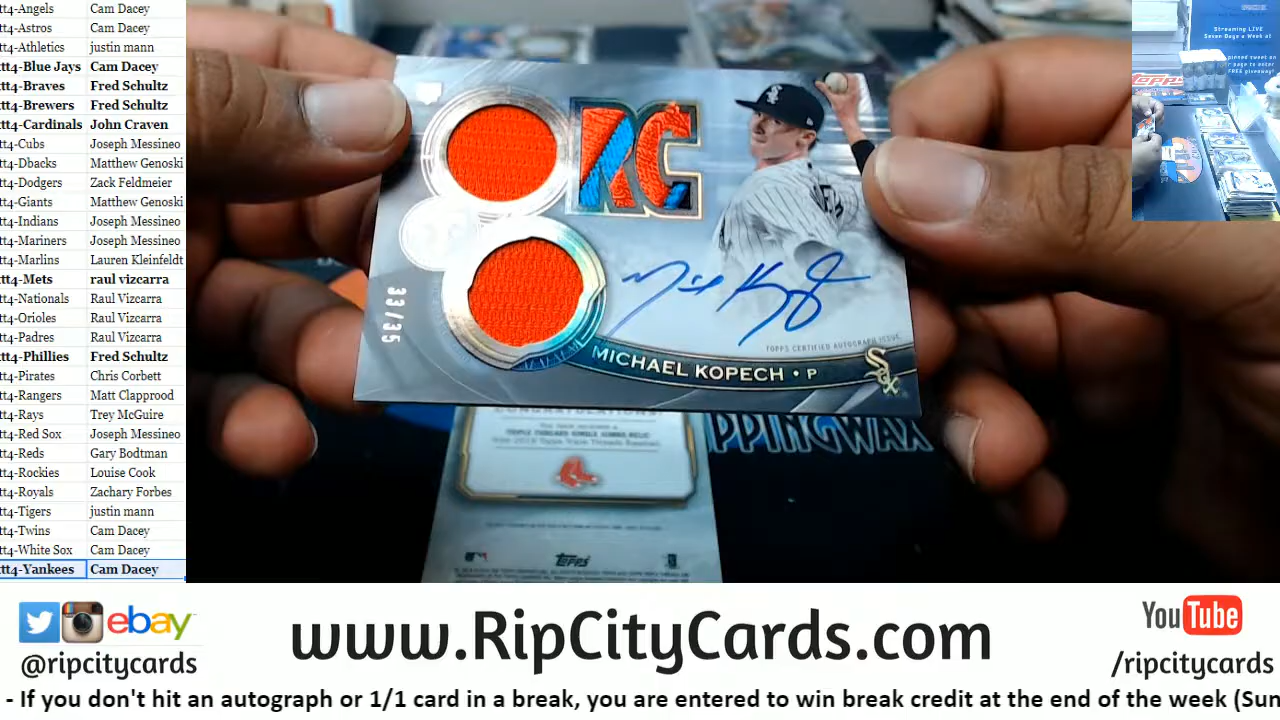 tt4-Angels Cam Dacey
tt4-Astros Cam Dacey
tt4-Athletics justin mann
tt4-Blue Jays Cam Dacey
tt4-Braves Fred Schultz
tt4-Brewers Fred Schultz
tt4-Cardinals John Craven
tt4-Cubs Joseph Messineo
tt4-Dbacks Matthew Genoski
tt4-Dodgers Zack Feldmeier
tt4-Giants Matthew Genoski
tt4-Indians Joseph Messineo
tt4-Mariners Joseph Messineo
tt4-Marlins Lauren Kleinfeldt
tt4-Mets raul vizcarra
tt4-Nationals Raul Vizcarra
tt4-Orioles Raul Vizcarra
tt4-Padres Raul Vizcarra
tt4-Phillies Fred Schultz
tt4-Pirates Chris Corbett
tt4-Rangers Matt Clapprood
tt4-Rays Trey McGuire
tt4-Red Sox Joseph Messineo
tt4-Reds Gary Bodtman
tt4-Rockies Louise Cook
tt4-Royals Zachary Forbes
tt4-Tigers justin mann
tt4-Twins Cam Dacey
tt4-White Sox Cam Dacey
tt4-Yankees Cam Dacey
RC
Sox
33/35
TOPPS CERTIFIED AUTOGRAPH ISSUE
MICHAEL KOPECH • P
Sox
CONGRATULATIONS!
PPINGWAX
Topps
Streaming LIVE
Seven Days a Week at
FREE giveaway!
Topps
ebay
@ripcitycards
www.RipCityCards.com
YouTube
/ripcitycards
- If you don't hit an autograph or 1/1 card in a break, you are entered to win break credit at the end of the week (Sun